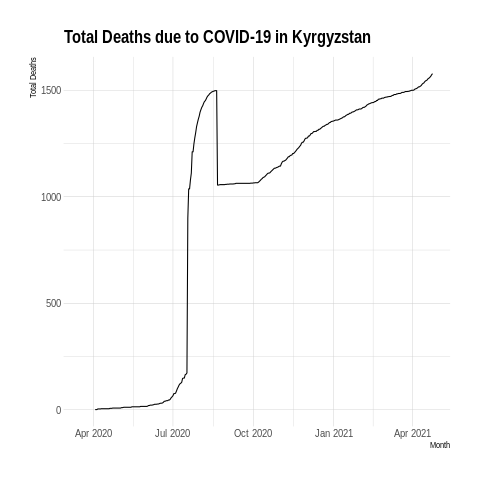 Total Deaths due to COVID-19 in Kyrgyzstan
Total Deaths
1500
1000
500
0
Apr 2020 Jul 2020 Oct 2020 Jan 2021 Apr 2021
Month